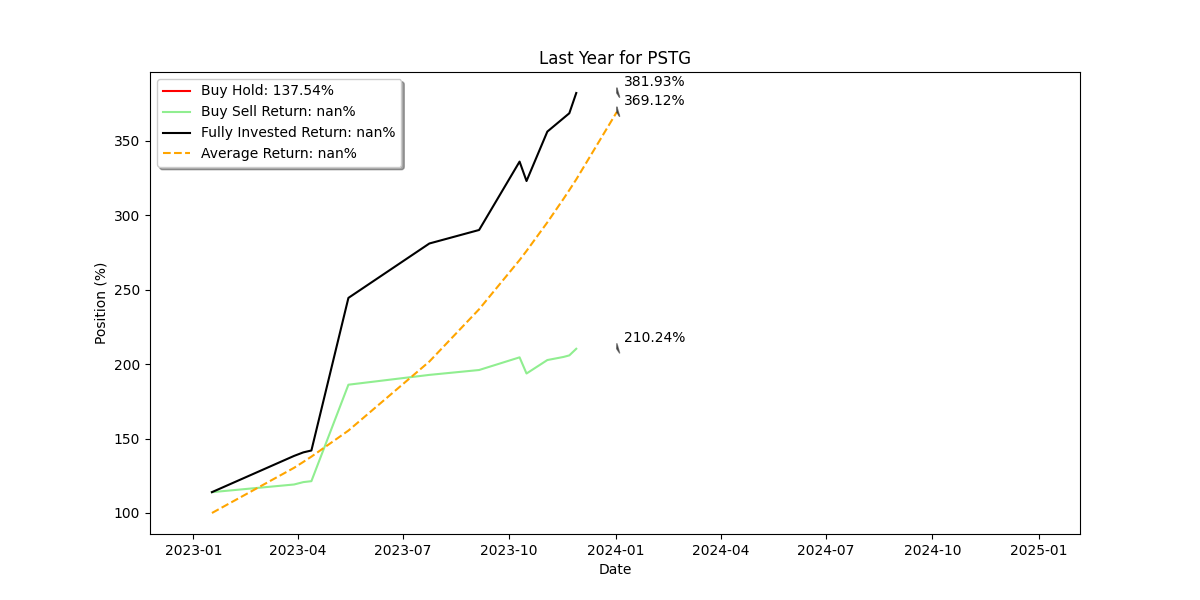 Last Year for PSTG
Buy Hold: 137.54%
Buy Sell Return: nan%
Fully Invested Return: nan%
Average Return: nan%
381.93%
369.12%
210.24%
Position (%)
350
300
250
200
150
100
2023-01
2023-04
2023-07
2023-10
2024-01
2024-04
2024-07
2024-10
2025-01
Date